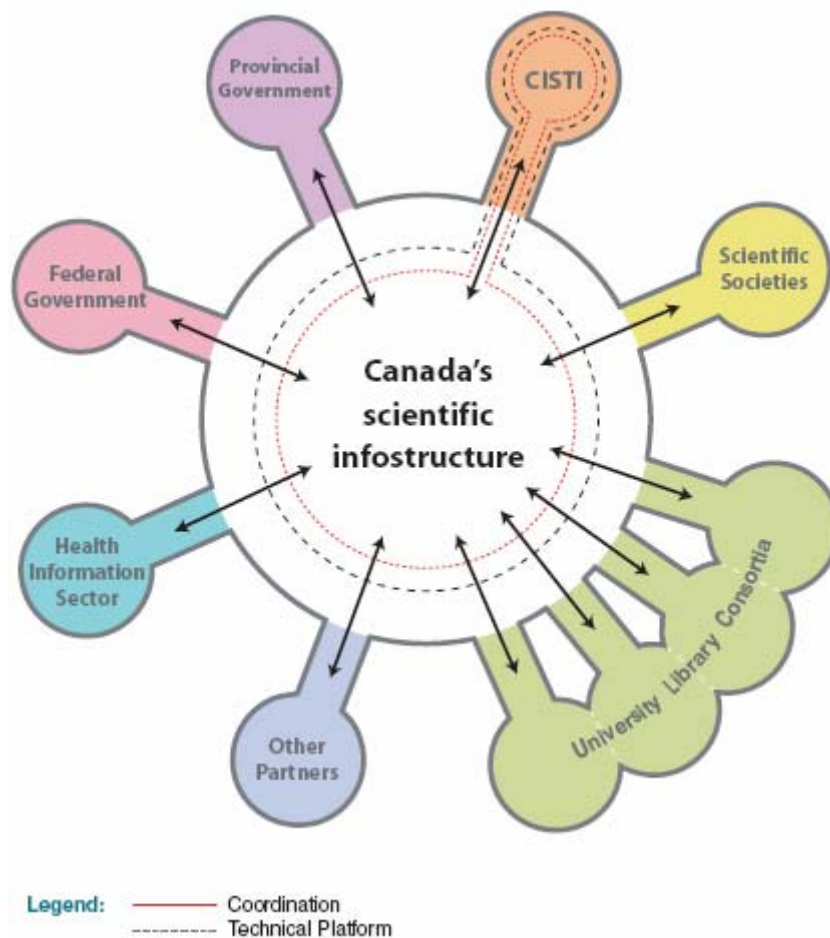 Provincial
Government
CISTI
Federal
Government
Scientific
Societies
Canada's
scientific
infostructure
Health
Information
Sector
University Library Consortia
Other
Partners
Legend:
Coordination
Technical Platform